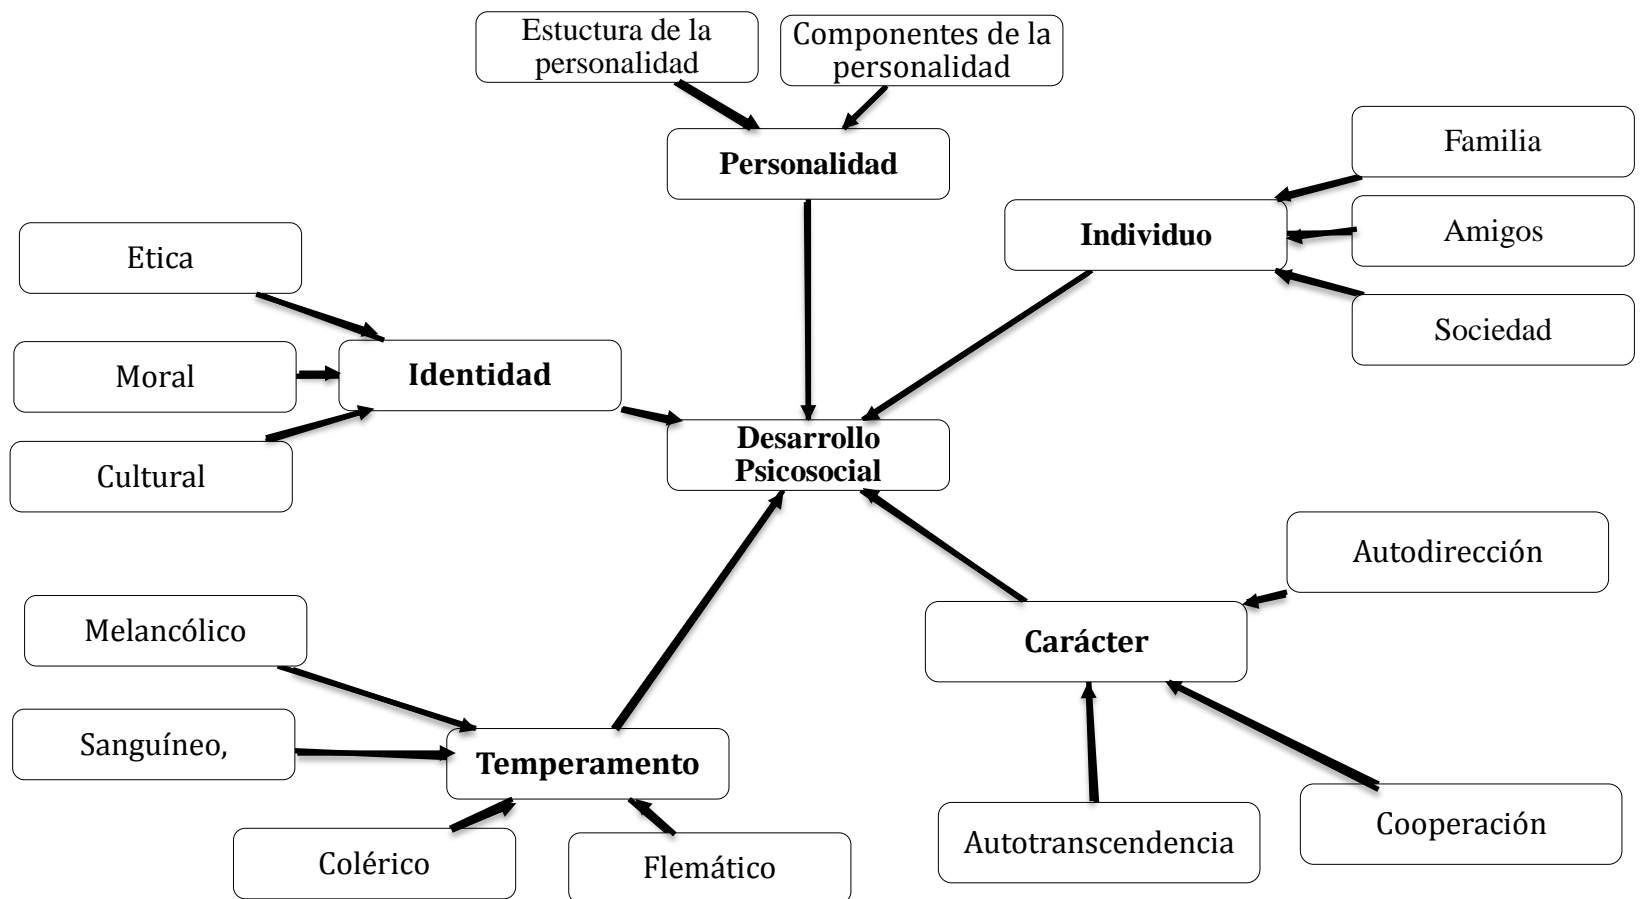 Estuctura de la
personalidad
Componentes de la
personalidad
Personalidad
Familia
Individuo
Amigos
Sociedad
Etica
Moral
Identidad
Cultural
Desarrollo
Psicosocial
Autodirección
Carácter
Autotranscendencia
Cooperación
Melancólico
Sanguíneo,
Temperamento
Colérico
Flemático